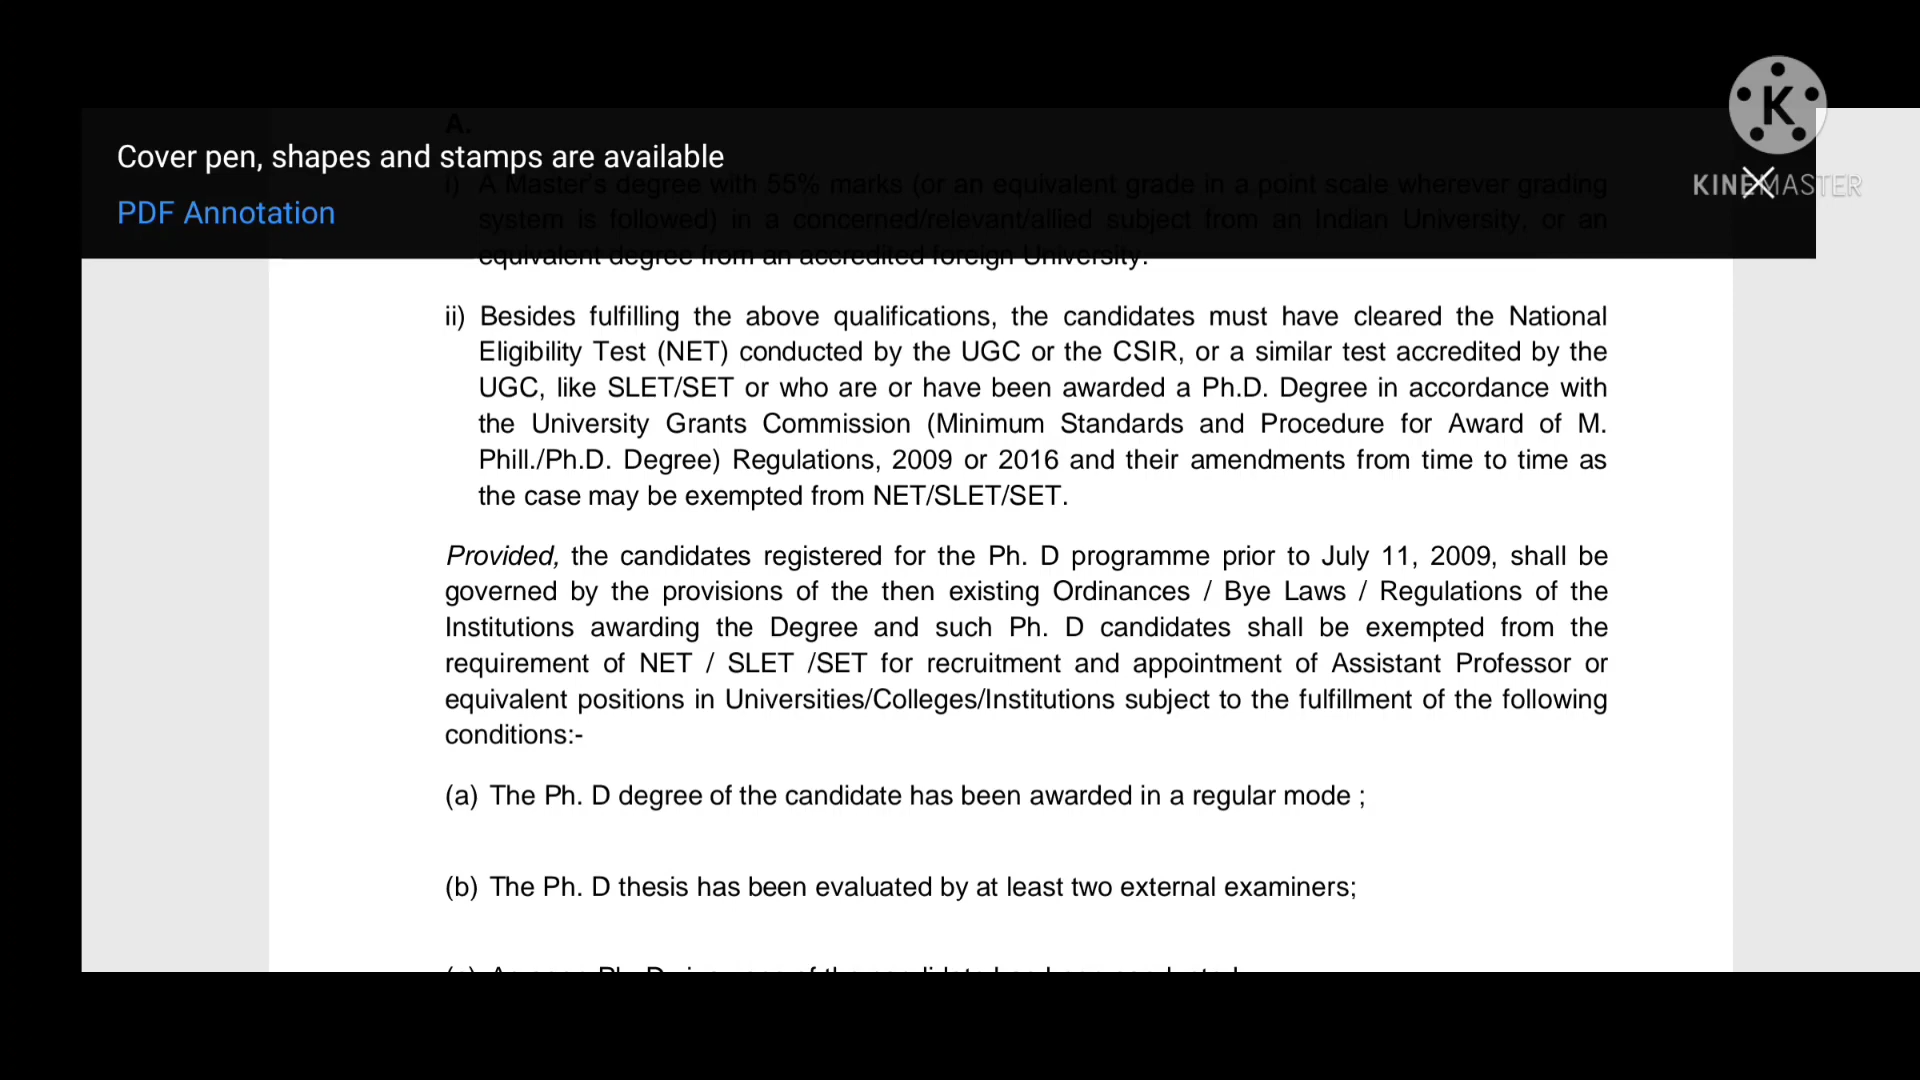 A.
Cover pen, shapes and stamps are available
PDF Annotation
K
KINEMASTER
i) A Master's degree with 55% marks (or an equivalent grade in a point scale wherever grading
system is followed) in a concerned/relevant/allied subject from an Indian University, or an
equivalent degree from an accredited foreign University.
ii) Besides fulfilling the above qualifications, the candidates must have cleared the National
Eligibility Test (NET) conducted by the UGC or the CSIR, or a similar test accredited by the
UGC, like SLET/SET or who are or have been awarded a Ph.D. Degree in accordance with
the University Grants Commission (Minimum Standards and Procedure for Award of M.
Phill./Ph.D. Degree) Regulations, 2009 or 2016 and their amendments from time to time as
the case may be exempted from NET/SLET/SET.
Provided, the candidates registered for the Ph. D programme prior to July 11, 2009, shall be
governed by the provisions of the then existing Ordinances / Bye Laws / Regulations of the
Institutions awarding the Degree and such Ph. D candidates shall be exempted from the
requirement of NET / SLET /SET for recruitment and appointment of Assistant Professor or
equivalent positions in Universities/Colleges/Institutions subject to the fulfillment of the following
conditions:-
(a) The Ph. D degree of the candidate has been awarded in a regular mode ;
(b) The Ph. D thesis has been evaluated by at least two external examiners;